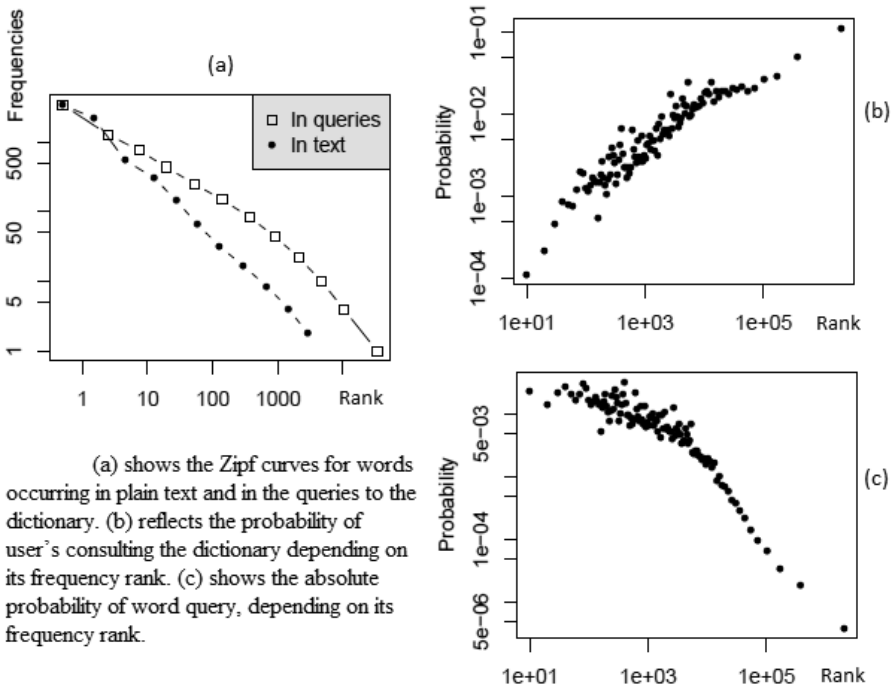 (a)
Frequencies
500
50
5
1
□ In queries
● In text
1
10
100
1000
Rank
(b)
Probability
1e-01
1e-02
1e-03
1e-04
1e+01
1e+03
1e+05
Rank
(c)
Probability
5e-03
1e-04
5e-06
1e+01
1e+03
1e+05
Rank
(a) shows the Zipf curves for words
occurring in plain text and in the queries to the
dictionary. (b) reflects the probability of
user's consulting the dictionary depending on
its frequency rank. (c) shows the absolute
probability of word query, depending on its
frequency rank.